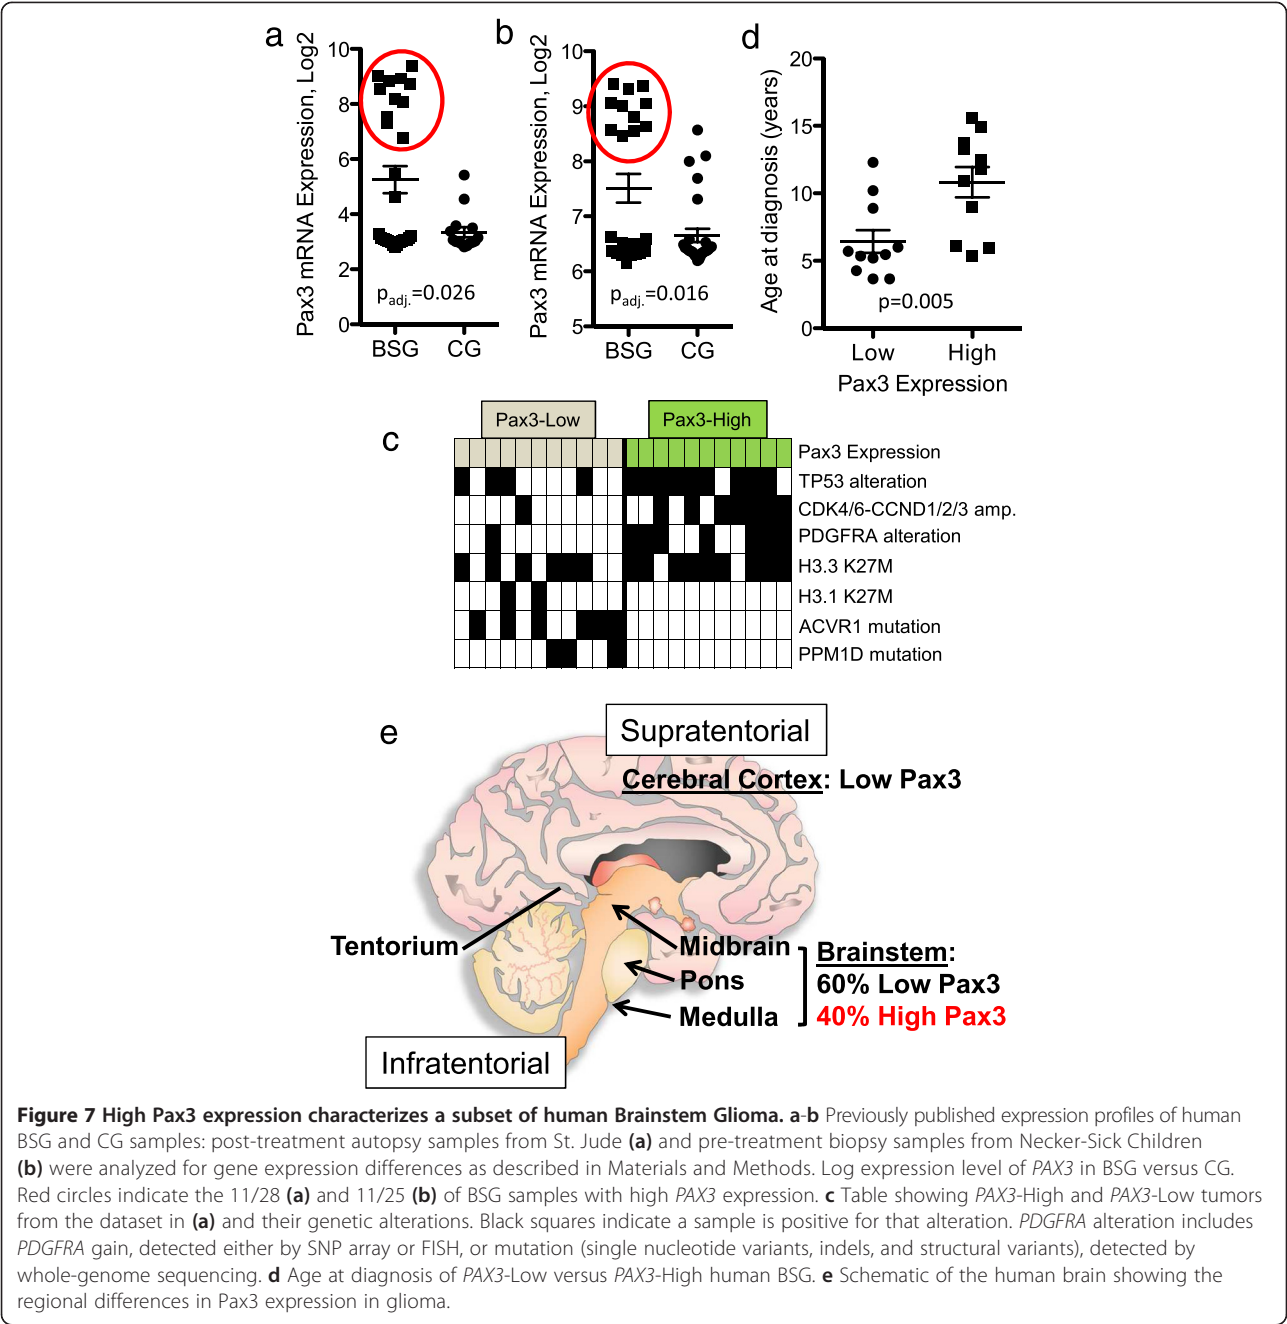 a
Pax3 mRNA Expression, Log2
10
8
6
4
2
0
p adj.=0.026
BSG CG
b
Pax3 mRNA Expression, Log2
10
9
8
7
6
5
p adj.=0.016
BSG CG
d
Age at diagnosis (years)
20
15
10
5
0
p=0.005
Low High
Pax3 Expression
c
Pax3-Low Pax3-High
Pax3 Expression
TP53 alteration
CDK4/6-CCND1/2/3 amp.
PDGFRA alteration
H3.3 K27M
H3.1 K27M
ACVR1 mutation
PPM1D mutation
e
Supratentorial
Cerebral Cortex: Low Pax3
Tentorium
Midbrain
Pons
Medulla
Brainstem:
60% Low Pax3
40% High Pax3
Infratentorial
Figure 7 High Pax3 expression characterizes a subset of human Brainstem Glioma. a-b Previously published expression profiles of human
BSG and CG samples: post-treatment autopsy samples from St. Jude (a) and pre-treatment biopsy samples from Necker-Sick Children
(b) were analyzed for gene expression differences as described in Materials and Methods. Log expression level of PAX3 in BSG versus CG.
Red circles indicate the 11/28 (a) and 11/25 (b) of BSG samples with high PAX3 expression. c Table showing PAX3-High and PAX3-Low tumors
from the dataset in (a) and their genetic alterations. Black squares indicate a sample is positive for that alteration. PDGFRA alteration includes
PDGFRA gain, detected either by SNP array or FISH, or mutation (single nucleotide variants, indels, and structural variants), detected by
whole-genome sequencing. d Age at diagnosis of PAX3-Low versus PAX3-High human BSG. e Schematic of the human brain showing the
regional differences in Pax3 expression in glioma.